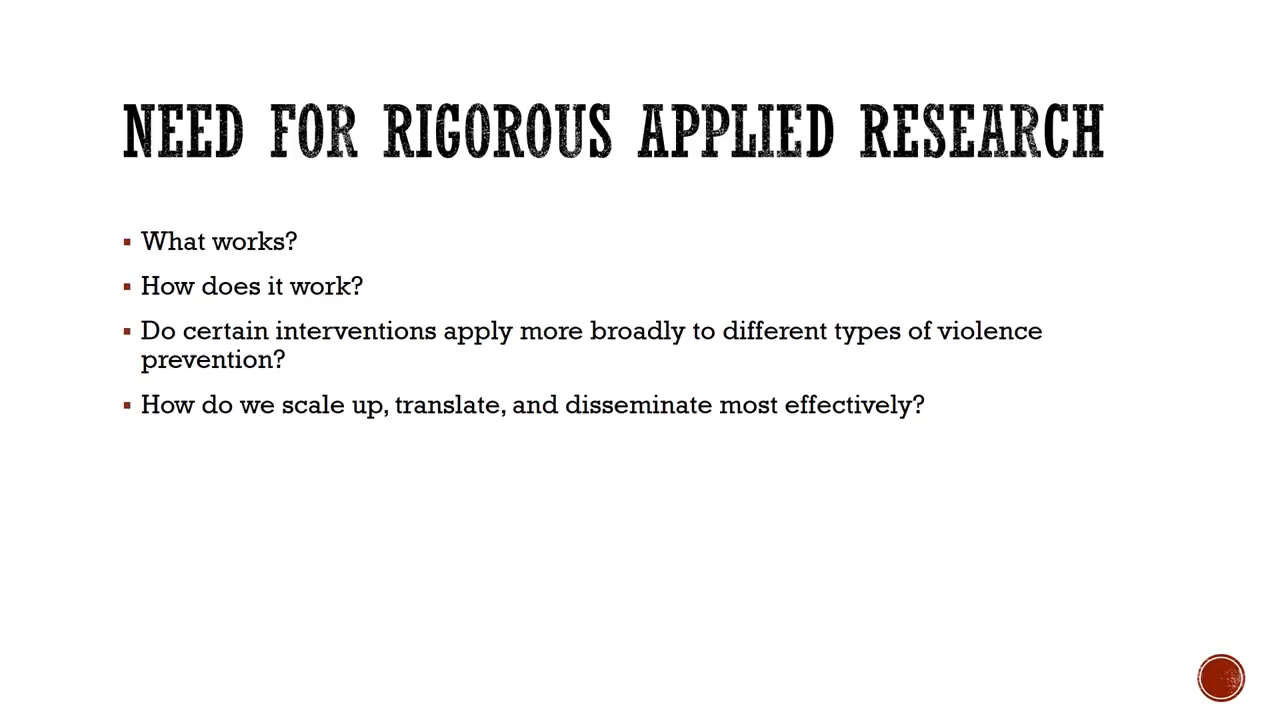 NEED FOR RIGOROUS APPLIED RESEARCH
▪ What works?
▪ How does it work?
▪ Do certain interventions apply more broadly to different types of violence
prevention?
▪ How do we scale up, translate, and disseminate most effectively?